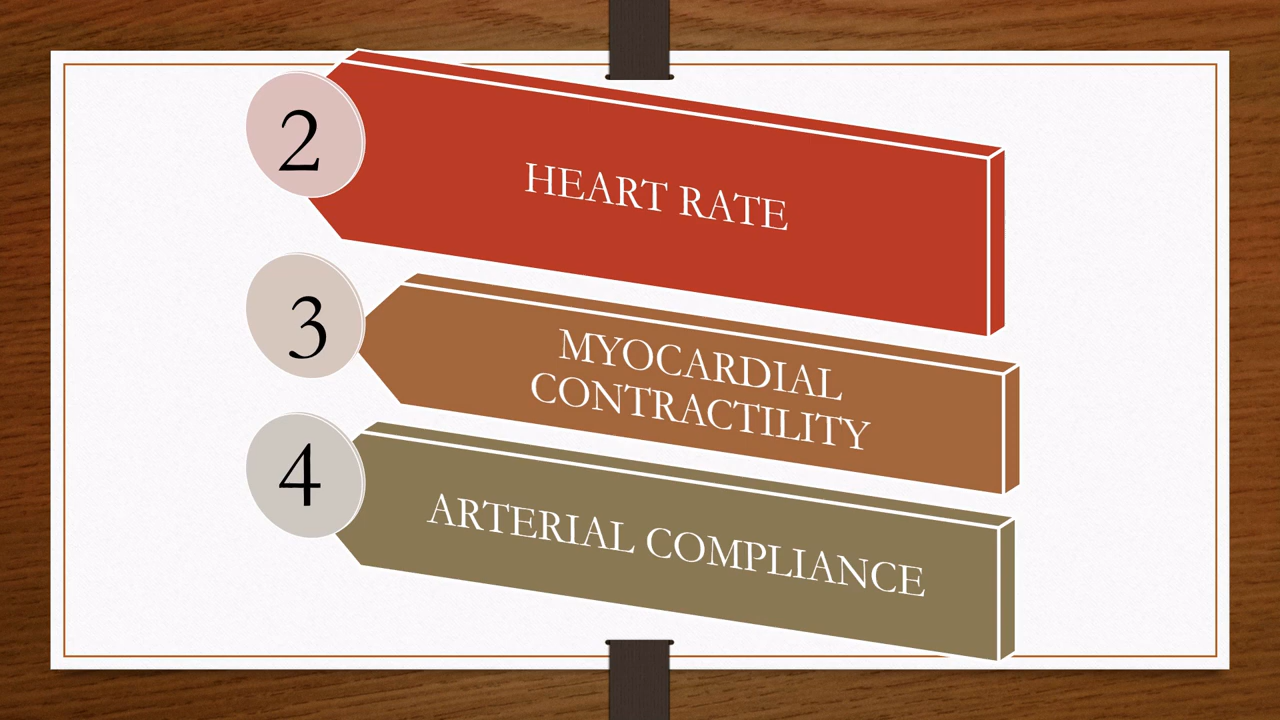 2
HEART RATE
3
MYOCARDIAL
CONTRACTILITY
4
ARTERIAL COMPLIANCE